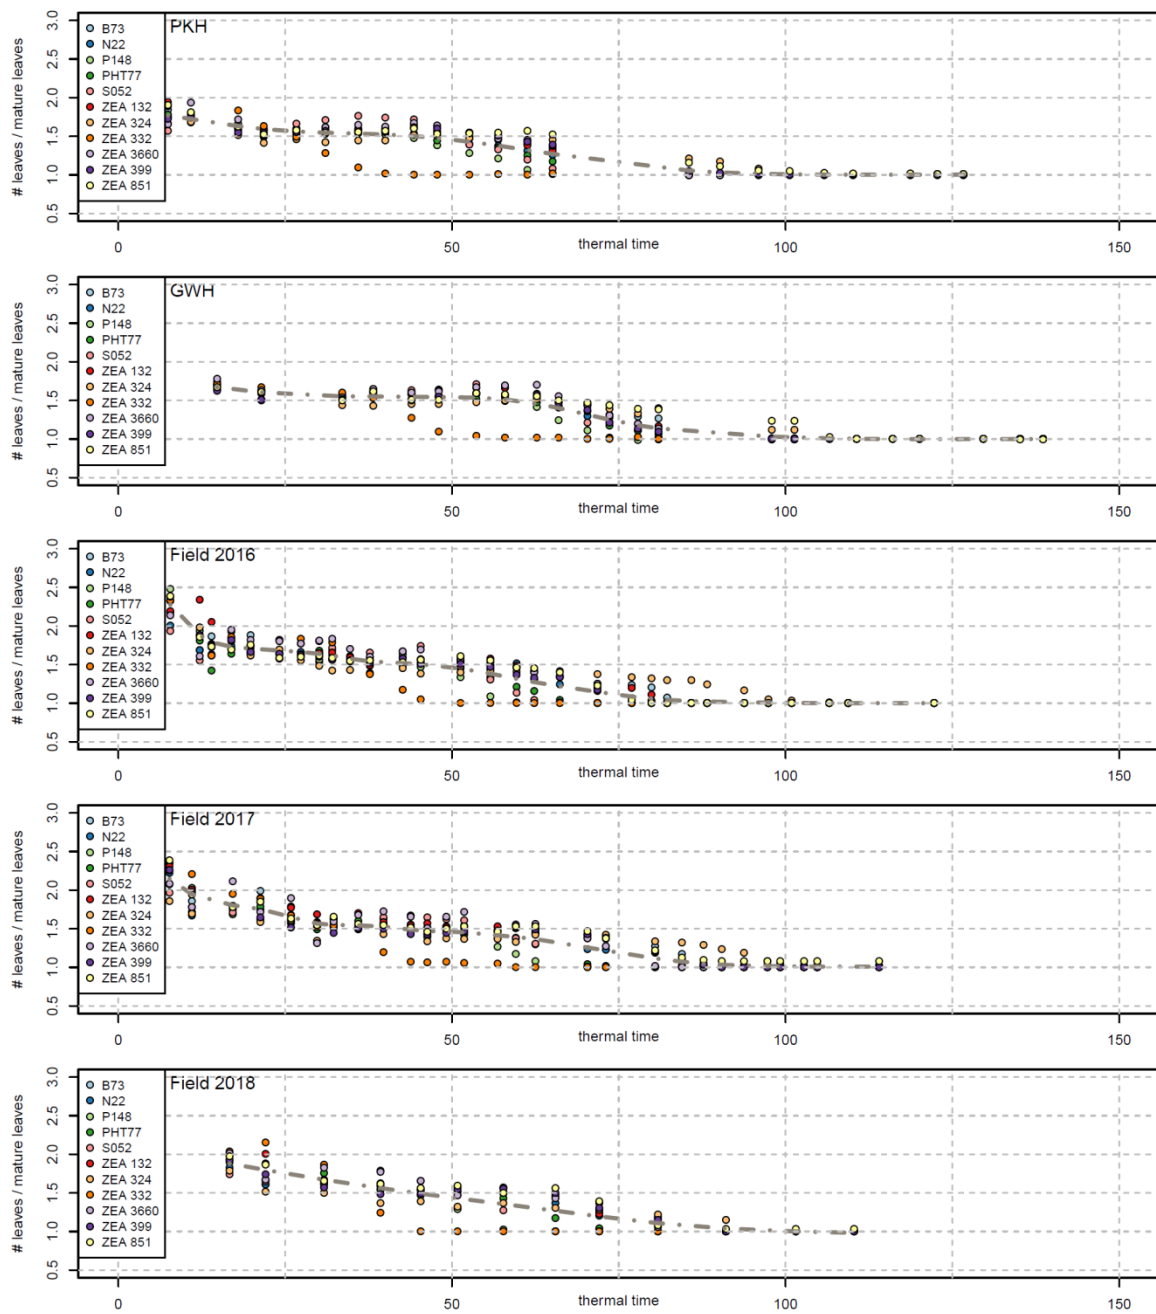 PKH
B73
N22
P148
PHT77
S052
ZEA 132
ZEA 324
ZEA 332
ZEA 3660
ZEA 399
ZEA 851
# leaves / mature leaves
3.0
2.5
2.0
1.5
1.0
0.5
0 50 100 150
thermal time
GWH
B73
N22
P148
PHT77
S052
ZEA 132
ZEA 324
ZEA 332
ZEA 3660
ZEA 399
ZEA 851
# leaves / mature leaves
3.0
2.5
2.0
1.5
1.0
0.5
0 50 100 150
thermal time
Field 2016
B73
N22
P148
PHT77
S052
ZEA 132
ZEA 324
ZEA 332
ZEA 3660
ZEA 399
ZEA 851
# leaves / mature leaves
3.0
2.5
2.0
1.5
1.0
0.5
0 50 100 150
thermal time
Field 2017
B73
N22
P148
PHT77
S052
ZEA 132
ZEA 324
ZEA 332
ZEA 3660
ZEA 399
ZEA 851
# leaves / mature leaves
3.0
2.5
2.0
1.5
1.0
0.5
0 50 100 150
thermal time
Field 2018
B73
N22
P148
PHT77
S052
ZEA 132
ZEA 324
ZEA 332
ZEA 3660
ZEA 399
ZEA 851
# leaves / mature leaves
3.0
2.5
2.0
1.5
1.0
0.5
0 50 100 150
thermal time